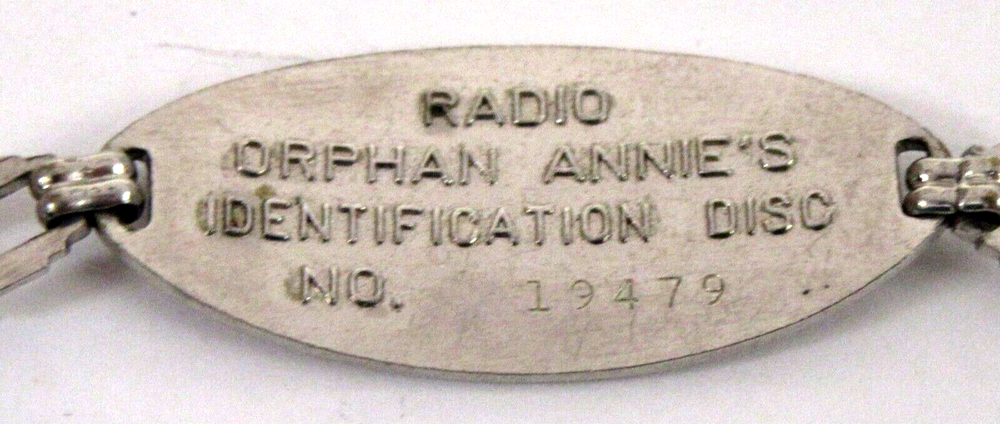 RADIO
ORPHAN ANNIE'S
IDENTIFICATION DISC
NO. 19479